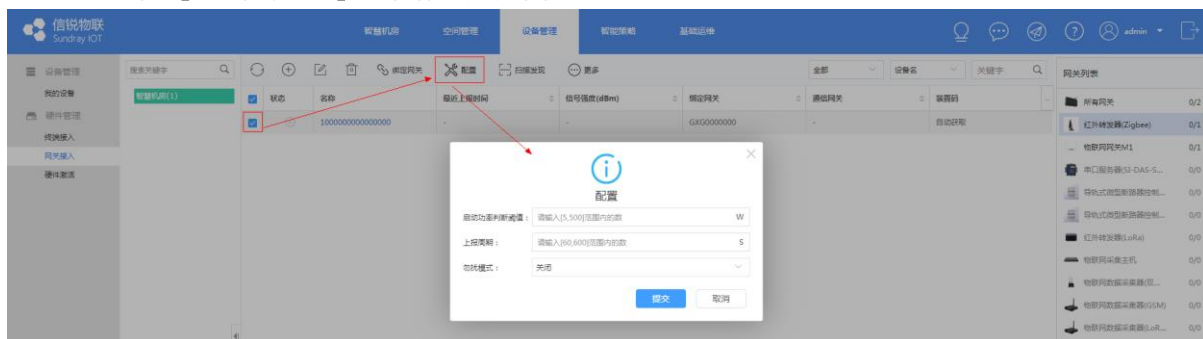 信锐物联
Sundray IOT
智慧机房 空间管理 设备管理 智能策略 基础运维
admin
设备管理
我的设备
硬件管理
终端接入
网关接入
硬件激活
搜索关键字
智慧机房(1)
绑定网关 配置 扫描发现 更多
全部 设备名 关键字
状态 名称 最近上报时间 信号强度(dBm) 绑定网关 通信网关 装置码
1000000000000000 - - GXG0000000 - 自动获取
配置
启动功率判断阈值： 请输入[5,500]范围内的数 W
上报周期： 请输入[60,600]范围内的数 S
勿扰模式： 关闭
提交 取消
网关列表
所有网关 0/2
红外转发器(Zigbee) 0/1
物联网网关M1 0/1
串口服务器(SI-DAS-S... 0/0
导轨式微型断路器控制... 0/0
导轨式微型断路器控制... 0/0
红外转发器(LoRa) 0/0
物联网采集主机 0/0
物联网数据采集器(双... 0/0
物联网数据采集器(GSM) 0/0
物联网数据采集器(LoR... 0/0